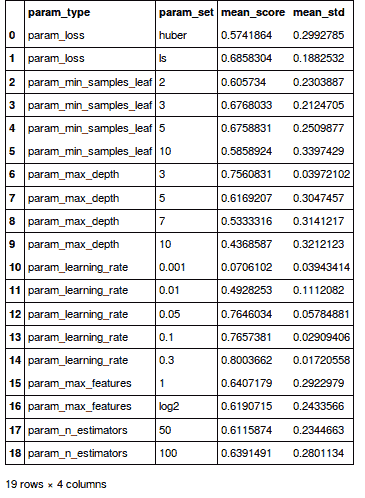 param_type param_set mean_score mean_std
0 param_loss huber 0.5741864 0.2992785
1 param_loss ls 0.6858304 0.1882532
2 param_min_samples_leaf 2 0.605734 0.2303887
3 param_min_samples_leaf 3 0.6768033 0.2124705
4 param_min_samples_leaf 5 0.6758831 0.2509877
5 param_min_samples_leaf 10 0.5858924 0.3397429
6 param_max_depth 3 0.7560831 0.03972102
7 param_max_depth 5 0.6169207 0.3047457
8 param_max_depth 7 0.5333316 0.3141217
9 param_max_depth 10 0.4368587 0.3212123
10 param_learning_rate 0.001 0.0706102 0.03943414
11 param_learning_rate 0.01 0.4928253 0.1112082
12 param_learning_rate 0.05 0.7646034 0.05784881
13 param_learning_rate 0.1 0.7657381 0.02909406
14 param_learning_rate 0.3 0.8003662 0.01720558
15 param_max_features 1 0.6407179 0.2922979
16 param_max_features log2 0.6190715 0.2433566
17 param_n_estimators 50 0.6115874 0.2344663
18 param_n_estimators 100 0.6391491 0.2801134
19 rows × 4 columns